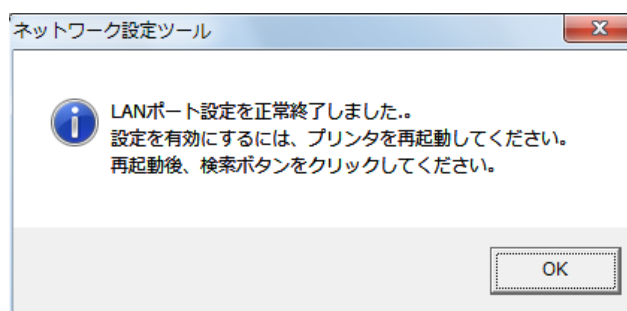 ネットワーク設定ツール
LANポート設定を正常終了しました.。
設定を有効にするには、プリンタを再起動してください。
再起動後、検索ボタンをクリックしてください。
OK